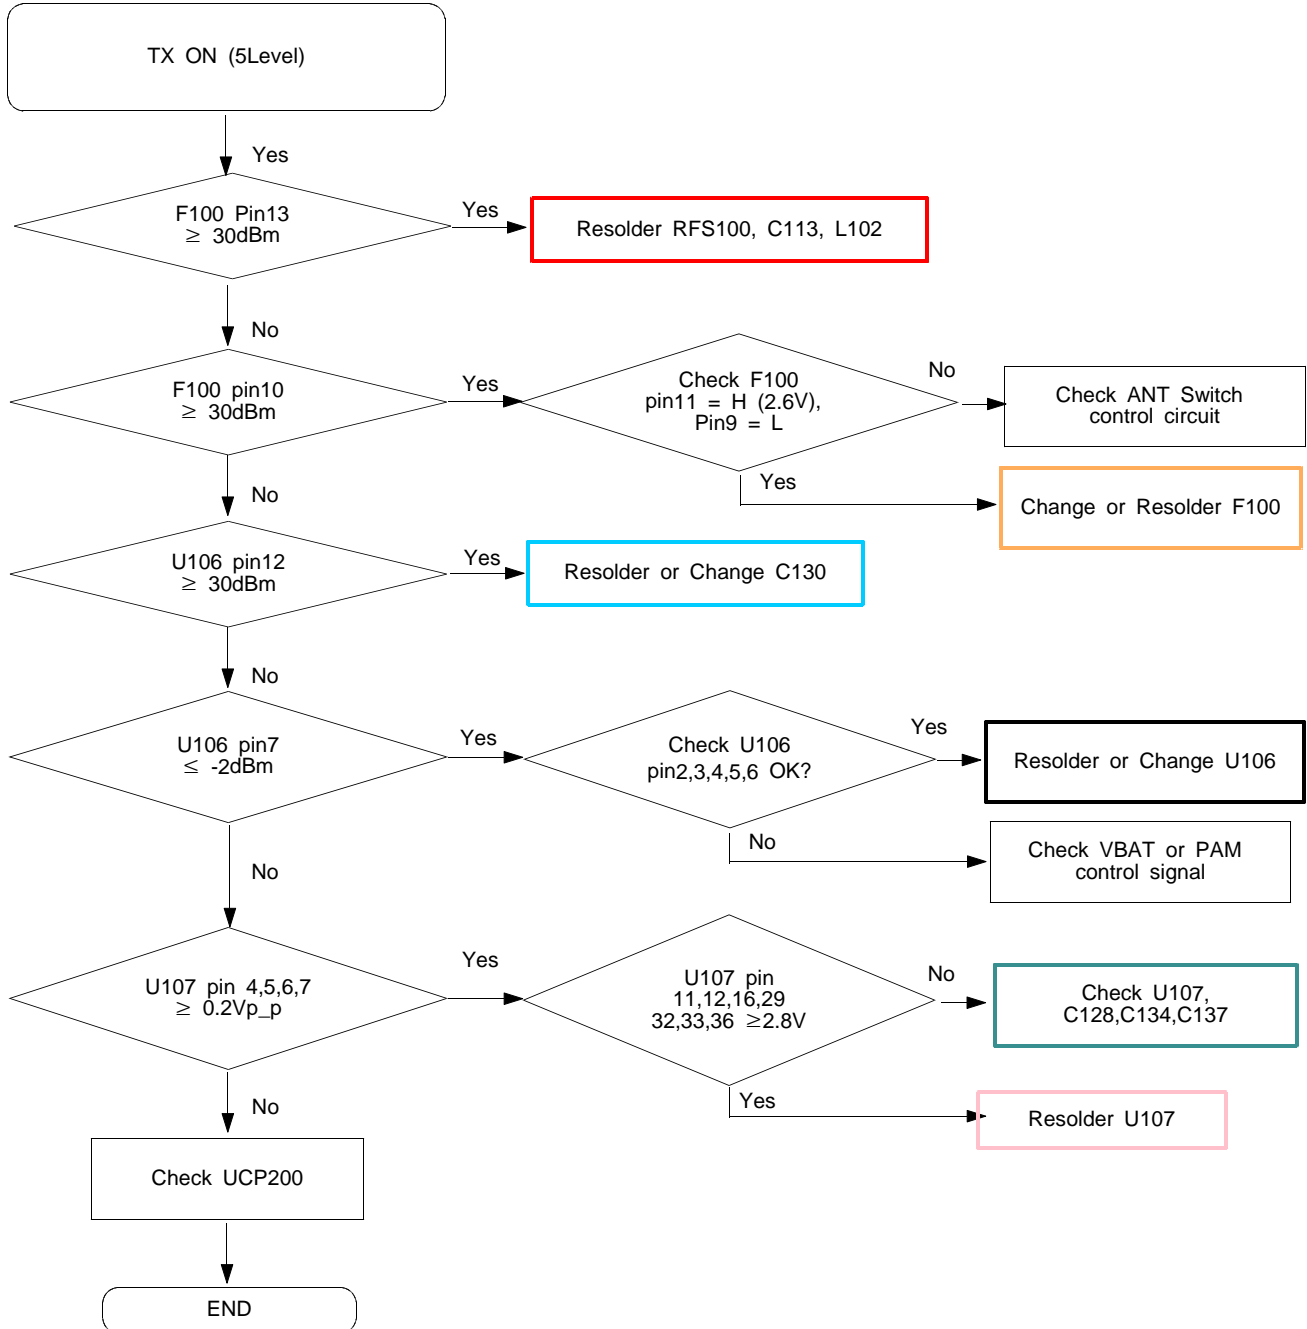 TX ON (5Level)
Yes
F100 Pin13
≥ 30dBm
Yes
Resolder RFS100, C113, L102
No
F100 pin10
≥ 30dBm
Yes
Check F100
pin11 = H (2.6V),
Pin9 = L
No
Check ANT Switch
control circuit
Yes
Change or Resolder F100
No
U106 pin12
≥ 30dBm
Yes
Resolder or Change C130
No
U106 pin7
≤ -2dBm
Yes
Check U106
pin2,3,4,5,6 OK?
Yes
Resolder or Change U106
No
Check VBAT or PAM
control signal
No
U107 pin 4,5,6,7
≥ 0.2Vp_p
Yes
U107 pin
11,12,16,29
32,33,36 ≥2.8V
No
Check U107,
C128,C134,C137
Yes
Resolder U107
No
Check UCP200
END